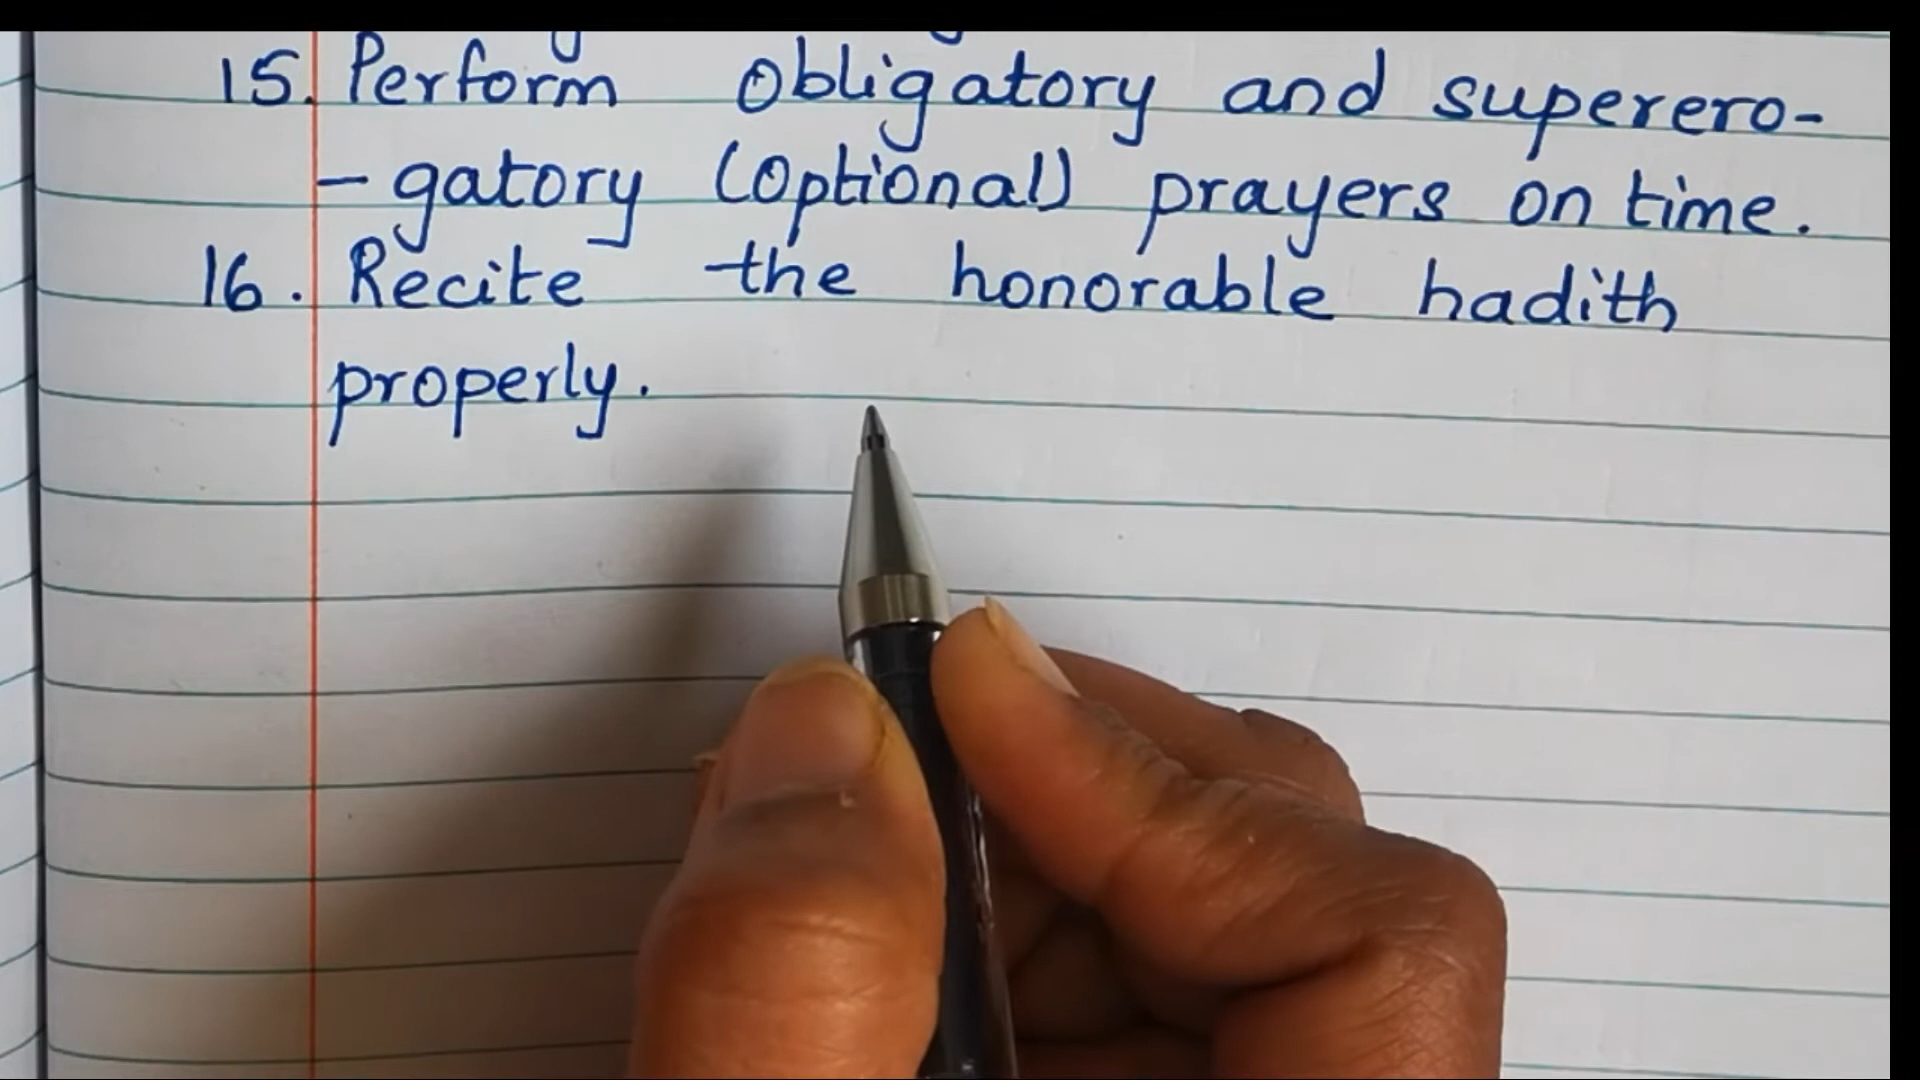 15. Perform obligatory and superero-
- gatory (optional) prayers on time.
16. Recite the honorable hadith
properly.